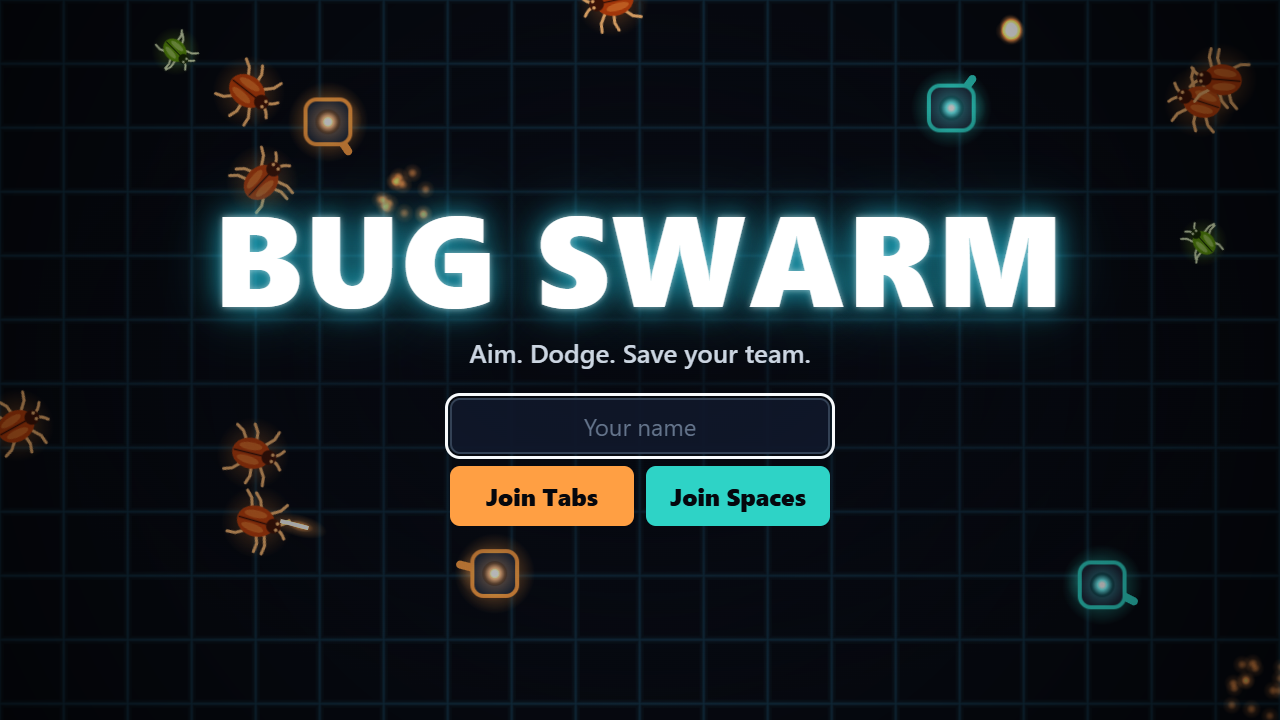 BUG SWARM
Aim. Dodge. Save your team.
Your name
Join Tabs
Join Spaces